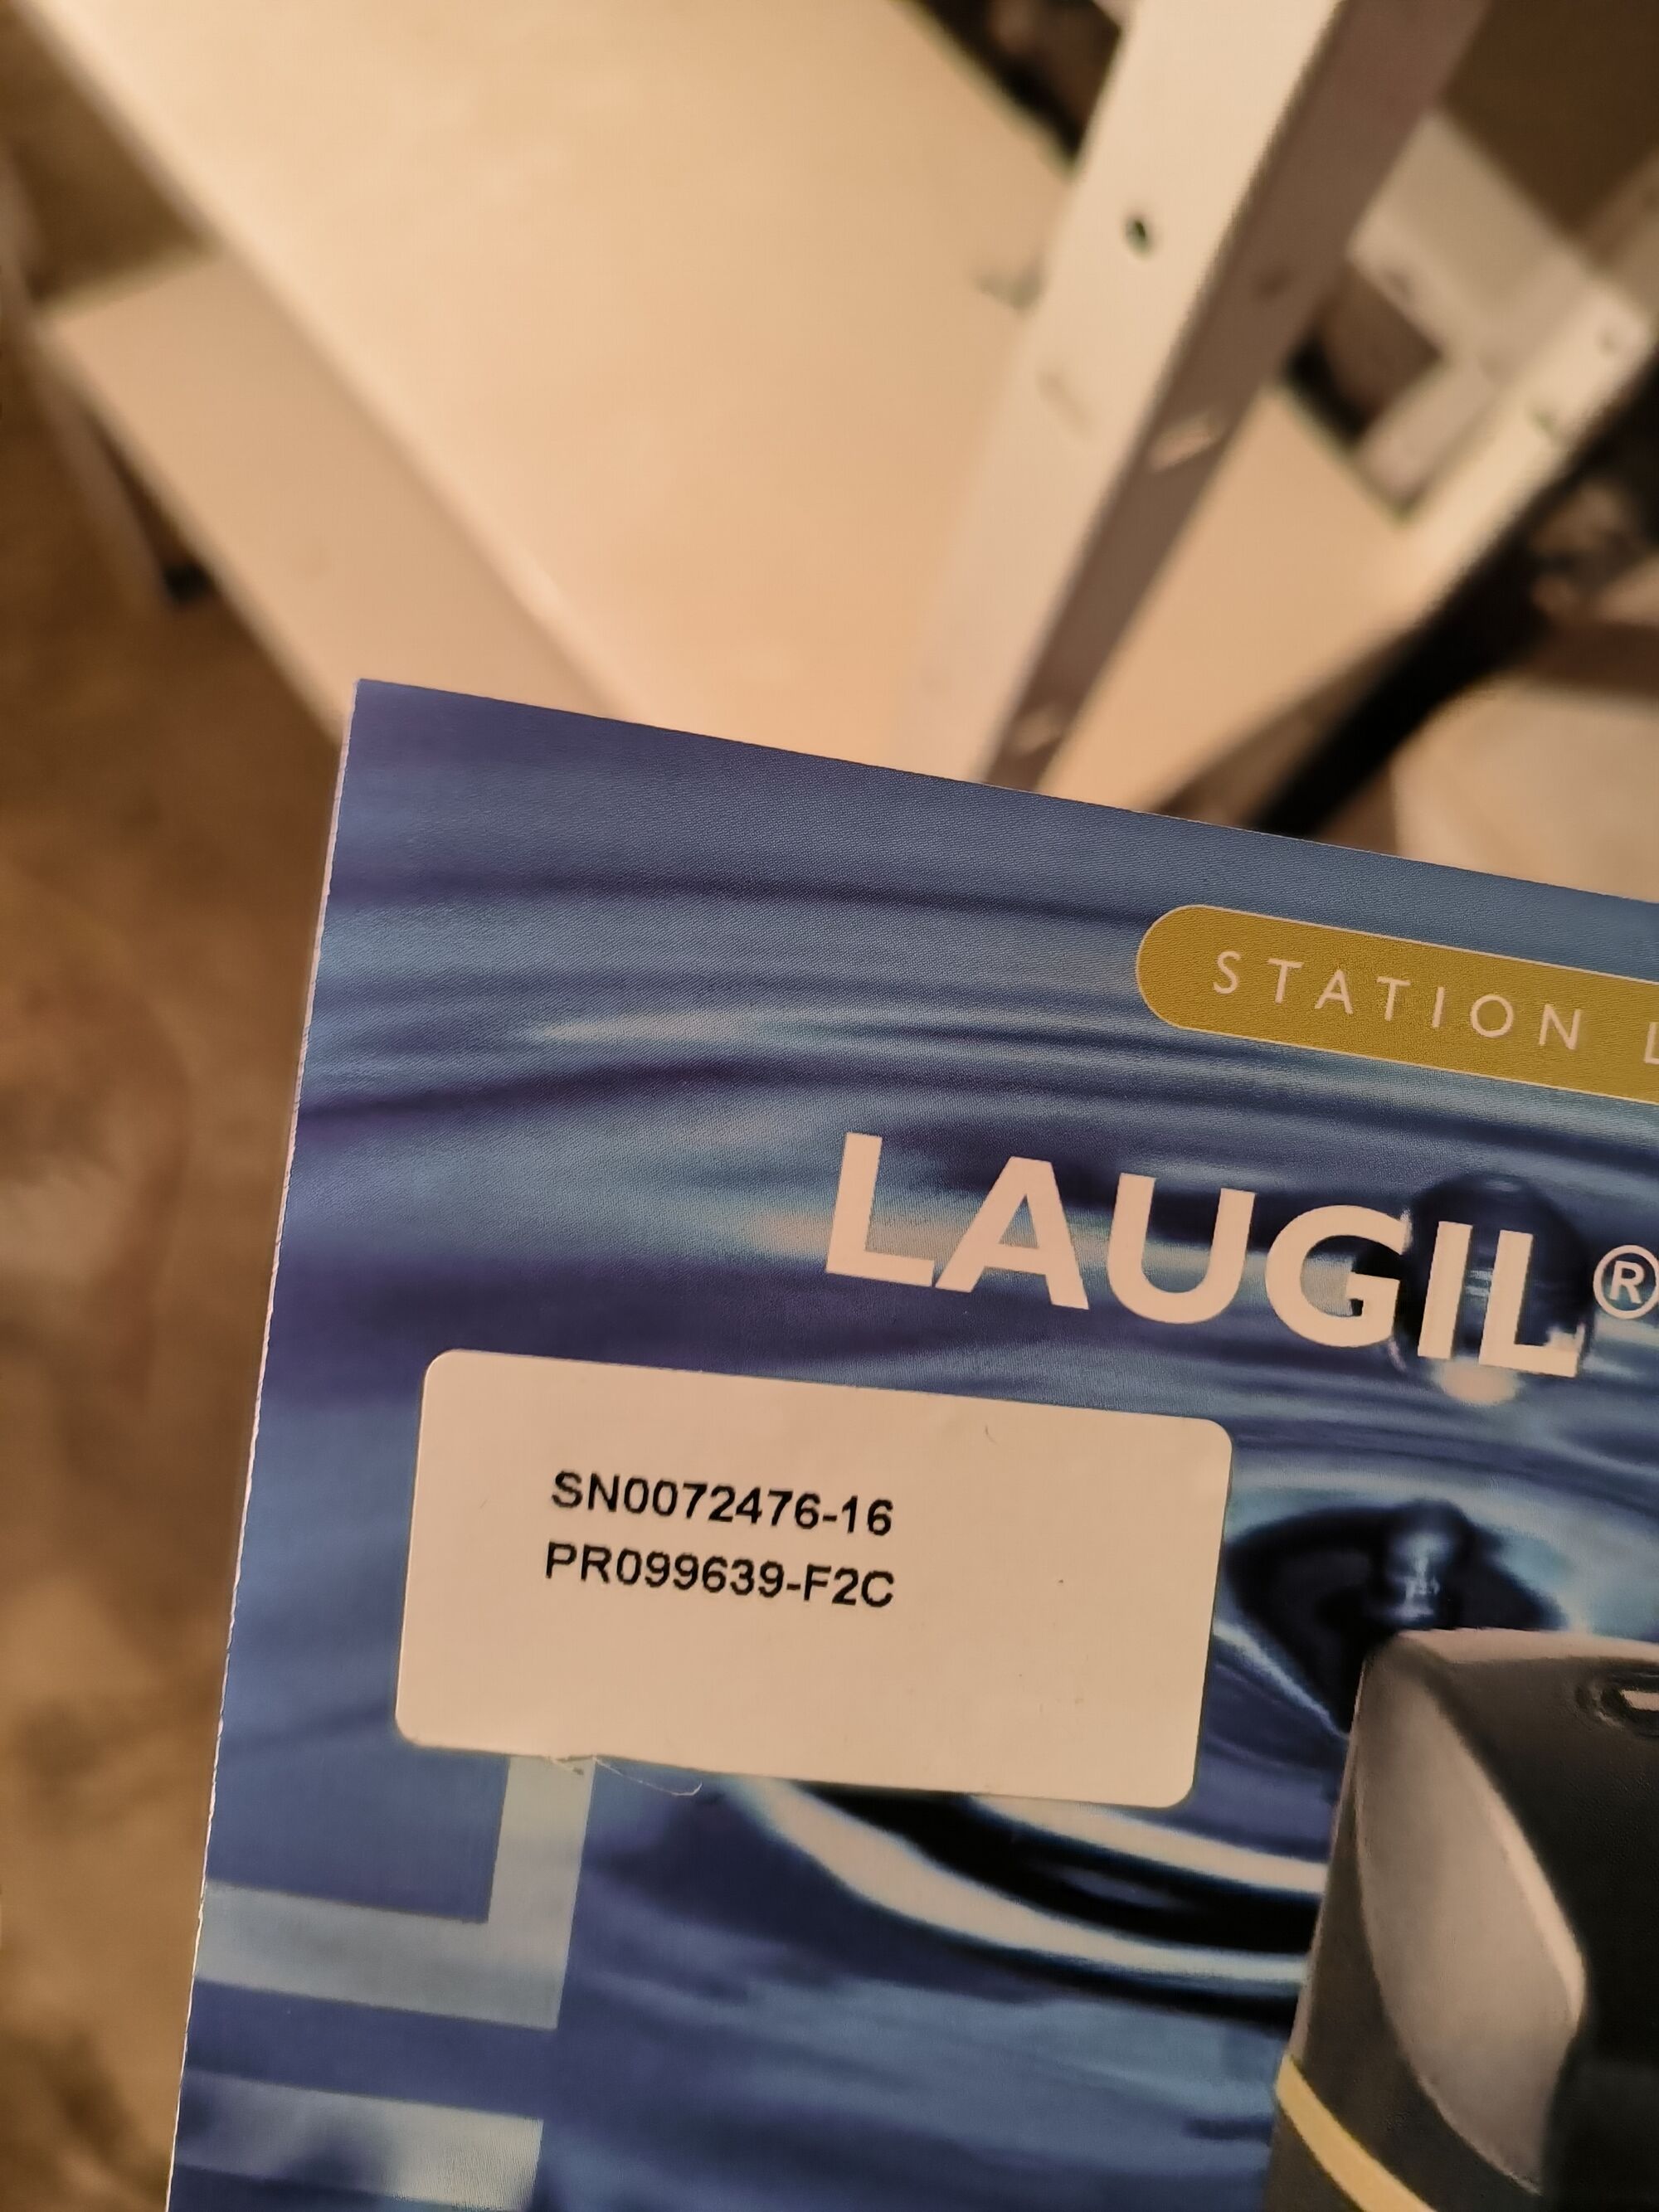 STATION L
LAUGIL®
SN0072476-16
PR099639-F2C